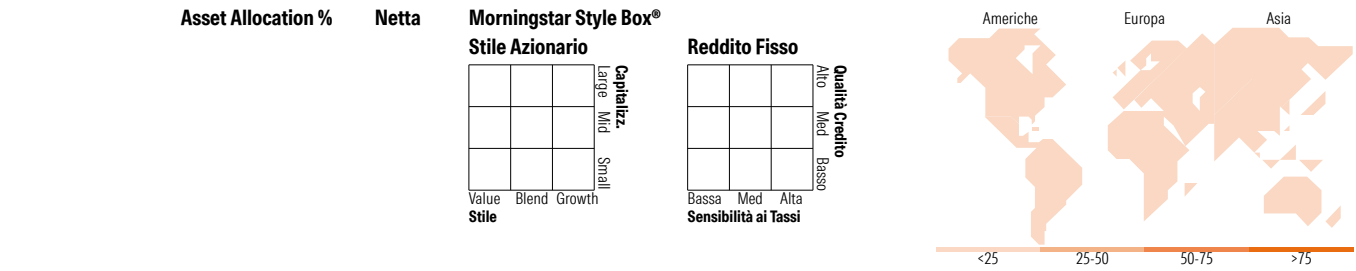 Asset Allocation % Netta
Morningstar Style Box®
Stile Azionario
Large Mid Small
Capitalizz.
Value Blend Growth
Stile
Reddito Fisso
Alto Med Basso
Qualità Credito
Bassa Med Alta
Sensibilità ai Tassi
Americhe Europa Asia
<25 25-50 50-75 >75